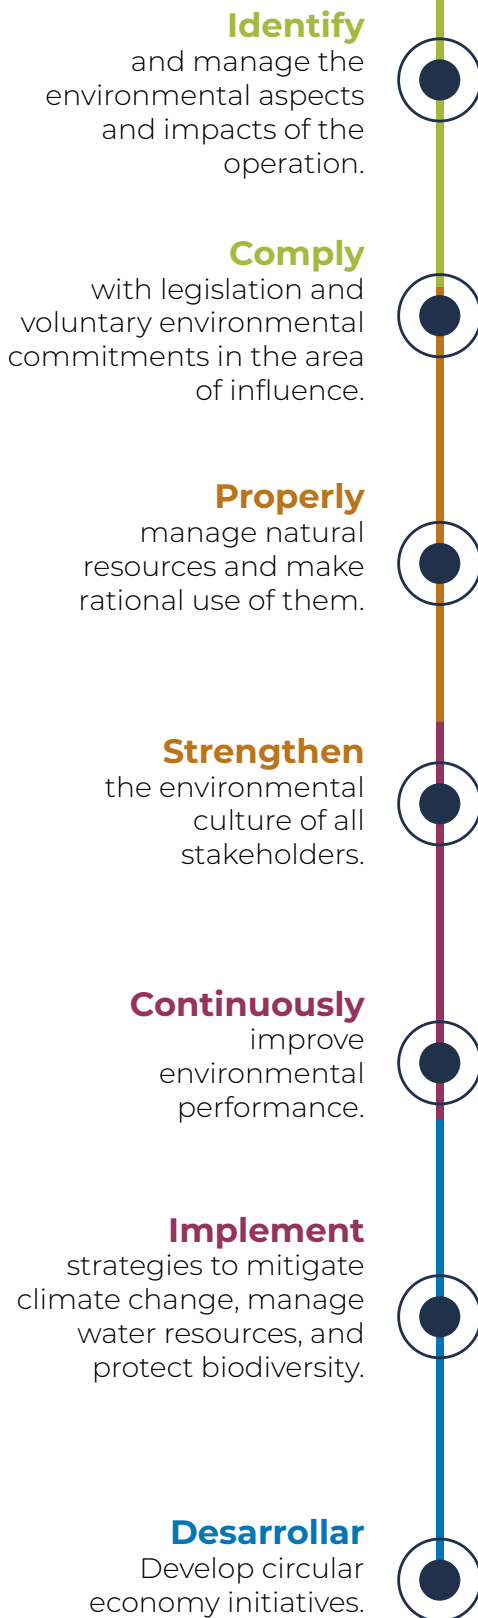 Identify
and manage the
environmental aspects
and impacts of the
operation.
Comply
with legislation and
voluntary environmental
commitments in the area
of influence.
Properly
manage natural
resources and make
rational use of them.
Strengthen
the environmental
culture of all
stakeholders.
Continuously
improve
environmental
performance.
Implement
strategies to mitigate
climate change, manage
water resources, and
protect biodiversity.
Desarrollar
Develop circular
economy initiatives.